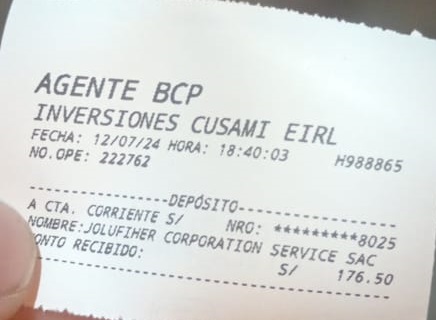 AGENTE BCP
INVERSIONES CUSAMI EIRL
FECHA: 12/07/24 HORA: 18:40:03 H988865
NO.OPE: 222762
------------------DEPÓSITO------------------
A CTA. CORRIENTE S/ NRO: *********8025
NOMBRE:JOLUFIHER CORPORATION SERVICE SAC
ONTO RECIBIDO: S/ 176.50